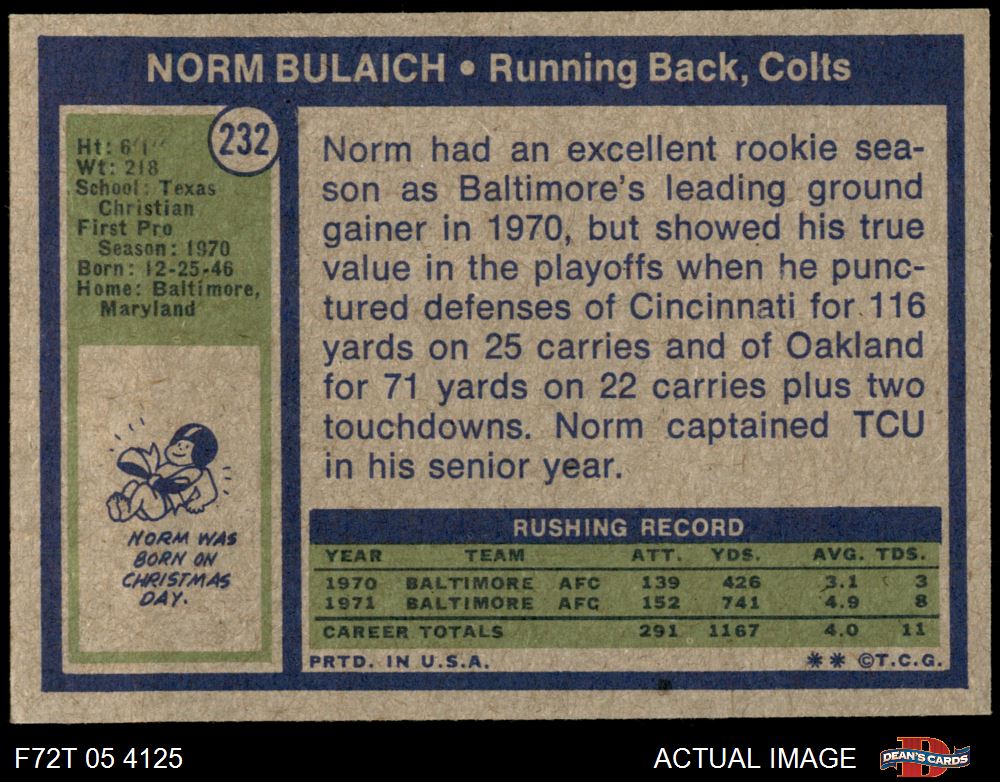 NORM BULAICH • Running Back, Colts
232
Ht: 6'1"
Wt: 218
School: Texas
Christian
First Pro
Season: 1970
Born: 12-25-46
Home: Baltimore,
Maryland
NORM WAS
BORN ON
CHRISTMAS
DAY.
Norm had an excellent rookie sea-
son as Baltimore's leading ground
gainer in 1970, but showed his true
value in the playoffs when he punc-
tured defenses of Cincinnati for 116
yards on 25 carries and of Oakland
for 71 yards on 22 carries plus two
touchdowns. Norm captained TCU
in his senior year.
RUSHING RECORD
YEAR TEAM ATT. YDS. AVG. TDS.
1970 BALTIMORE AFC 139 426 3.1 3
1971 BALTIMORE AFC 152 741 4.9 8
CAREER TOTALS 291 1167 4.0 11
PRTD. IN U.S.A. ** ©T.C.G.
F72T 05 4125 ACTUAL IMAGE D DEAN'S CARDS